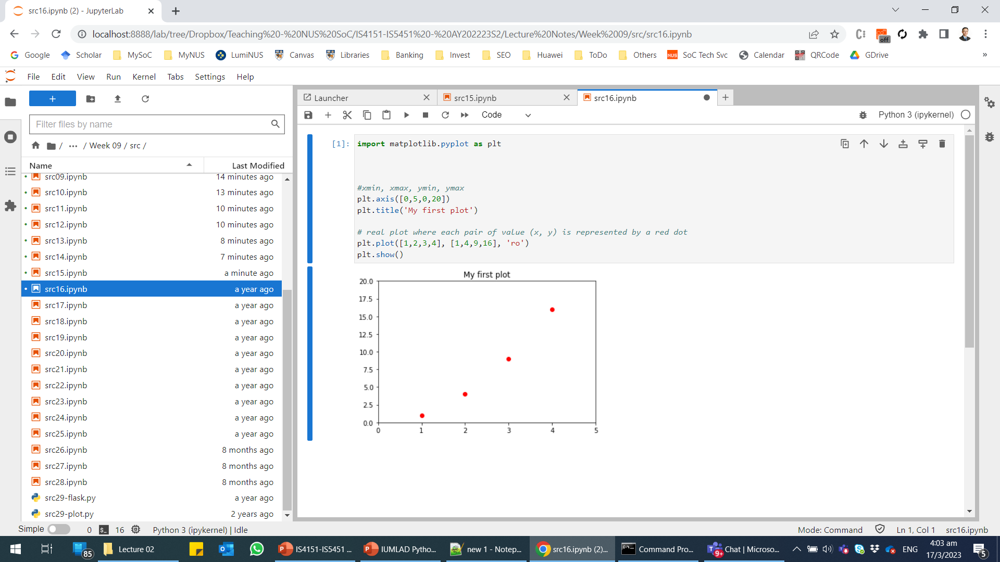 src16.ipynb (2) - JupyterLab
localhost:8888/lab/tree/Dropbox/Teaching%20-%20NUS%20SoC/IS4151-IS5451%20-%20AY202223S2/Lecture%20Notes/Week%2009/src/src16.ipynb
off
Google Scholar MySoC MyNUS LumiNUS Canvas Libraries Banking Invest SEO Huawei ToDo Others NUS SoC Tech Svc Calendar QRCode GDrive »
File Edit View Run Kernel Tabs Settings Help
Launcher src15.ipynb src16.ipynb
Code Python 3 (ipykernel)
Filter files by name
/ ··· / Week 09 / src /
Name Last Modified
src09.ipynb 14 minutes ago
src10.ipynb 13 minutes ago
src11.ipynb 10 minutes ago
src12.ipynb 10 minutes ago
src13.ipynb 8 minutes ago
src14.ipynb 7 minutes ago
src15.ipynb a minute ago
src16.ipynb a year ago
src17.ipynb a year ago
src18.ipynb a year ago
src19.ipynb a year ago
src20.ipynb a year ago
src21.ipynb a year ago
src22.ipynb a year ago
src23.ipynb a year ago
src24.ipynb a year ago
src25.ipynb a year ago
src26.ipynb 8 months ago
src27.ipynb 8 months ago
src28.ipynb 8 months ago
src29-flask.py a year ago
src29-plot.py 2 years ago
[1]: import matplotlib.pyplot as plt
#xmin, xmax, ymin, ymax
plt.axis([0,5,0,20])
plt.title('My first plot')
# real plot where each pair of value (x, y) is represented by a red dot
plt.plot([1,2,3,4], [1,4,9,16], 'ro')
plt.show()
My first plot
20.0
17.5
15.0
12.5
10.0
7.5
5.0
2.5
0.0
0 1 2 3 4 5
Simple 0 $_ 16 Python 3 (ipykernel) | Idle Mode: Command Ln 1, Col 1 src16.ipynb
85 Lecture 02 IS4151-IS5451 ... IUMLAD Pytho... new 1 - Notep... src16.ipynb (2)... Command Pro... 9+ Chat | Microso... ENG 4:03 am
17/3/2023 5